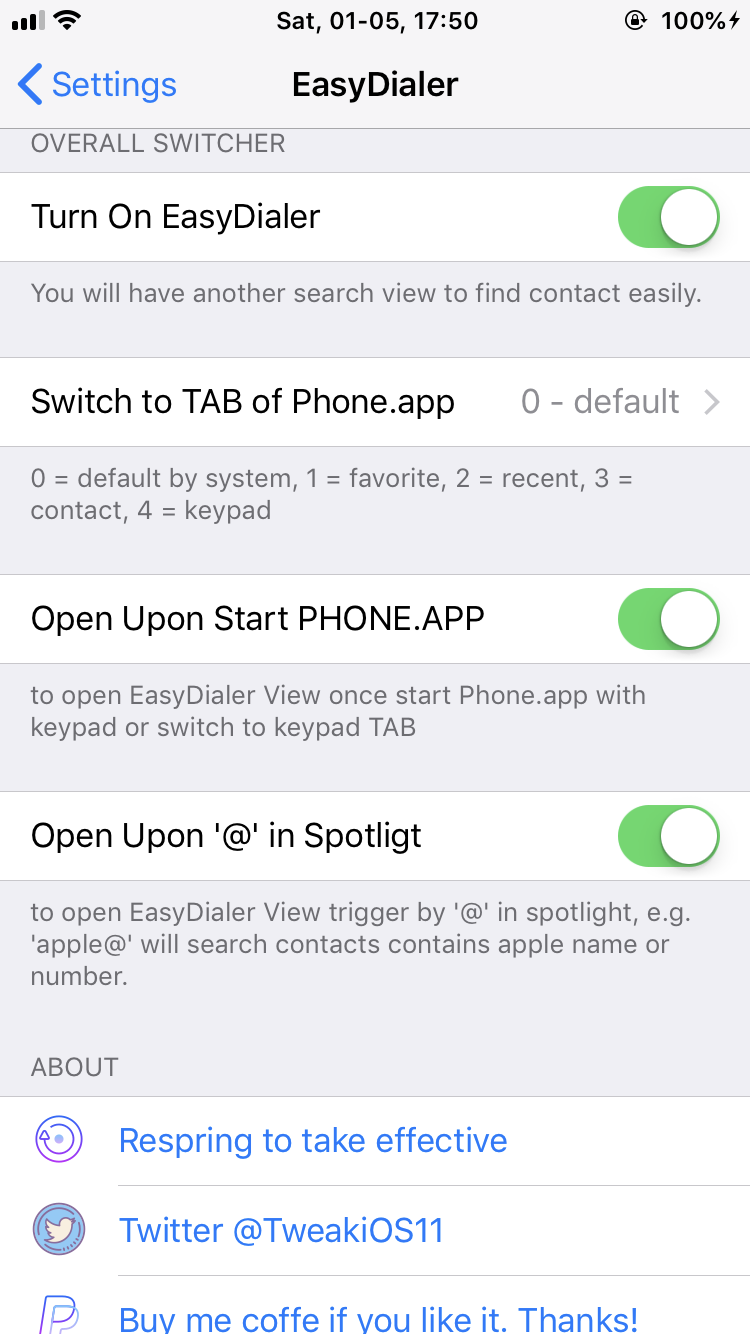 Sat, 01-05, 17:50
100%
Settings
EasyDialer
OVERALL SWITCHER
Turn On EasyDialer
You will have another search view to find contact easily.
Switch to TAB of Phone.app
0 - default
0 = default by system, 1 = favorite, 2 = recent, 3 =
contact, 4 = keypad
Open Upon Start PHONE.APP
to open EasyDialer View once start Phone.app with
keypad or switch to keypad TAB
Open Upon '@' in Spotligt
to open EasyDialer View trigger by '@' in spotlight, e.g.
'apple@' will search contacts contains apple name or
number.
ABOUT
Respring to take effective
Twitter @TweakiOS11
Buy me coffe if you like it. Thanks!